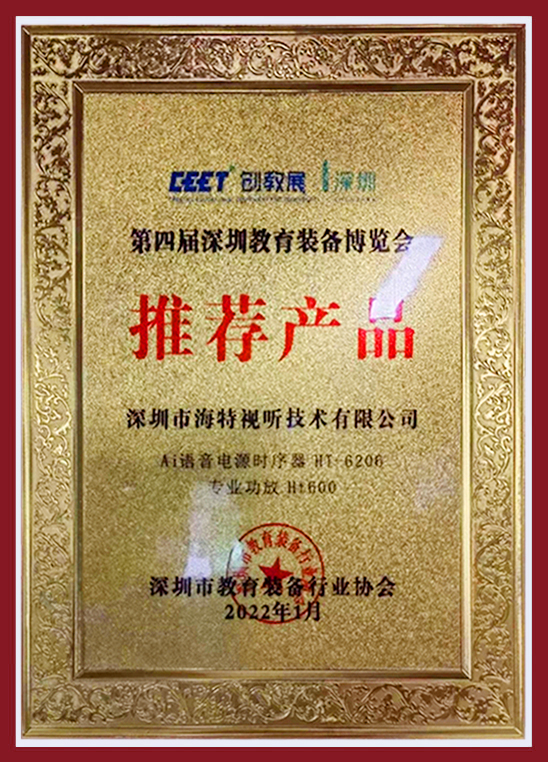 CEET 创教展 深圳
第四届深圳教育装备博览会
推荐产品
深圳市海特视听技术有限公司
Ai语音电源时序器 HT-6206
专业功放 Ht600
深圳市教育装备行业协会
2022年1月